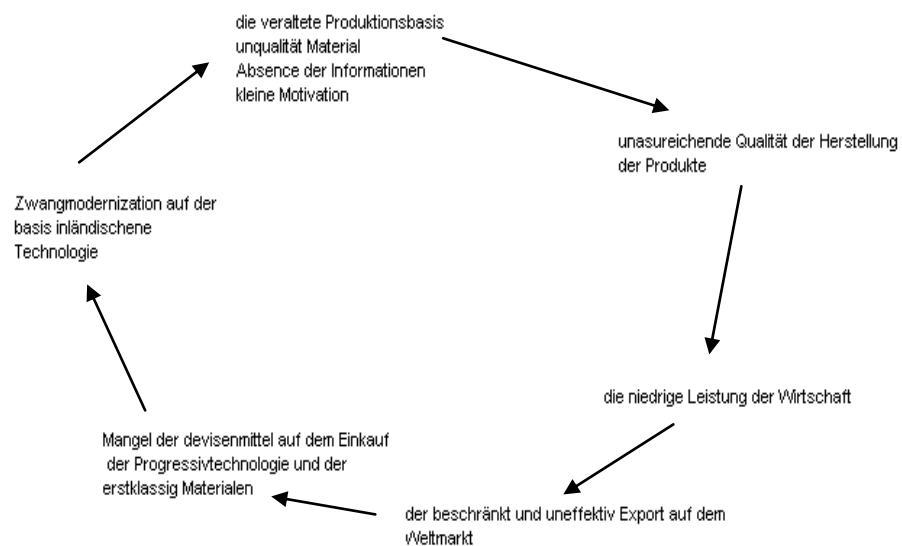 die veraltete Produktionsbasis
unqualität Material
Absence der Informationen
kleine Motivation
unasureichende Qualität der Herstellung
der Produkte
Zwangmodernization auf der
basis inländischene
Technologie
die niedrige Leistung der Wirtschaft
Mangel der devisenmittel auf dem Einkauf
der Progressivtechnologie und der
erstklassig Materialen
der beschränkt und uneffektiv Export auf dem
Weltmarkt